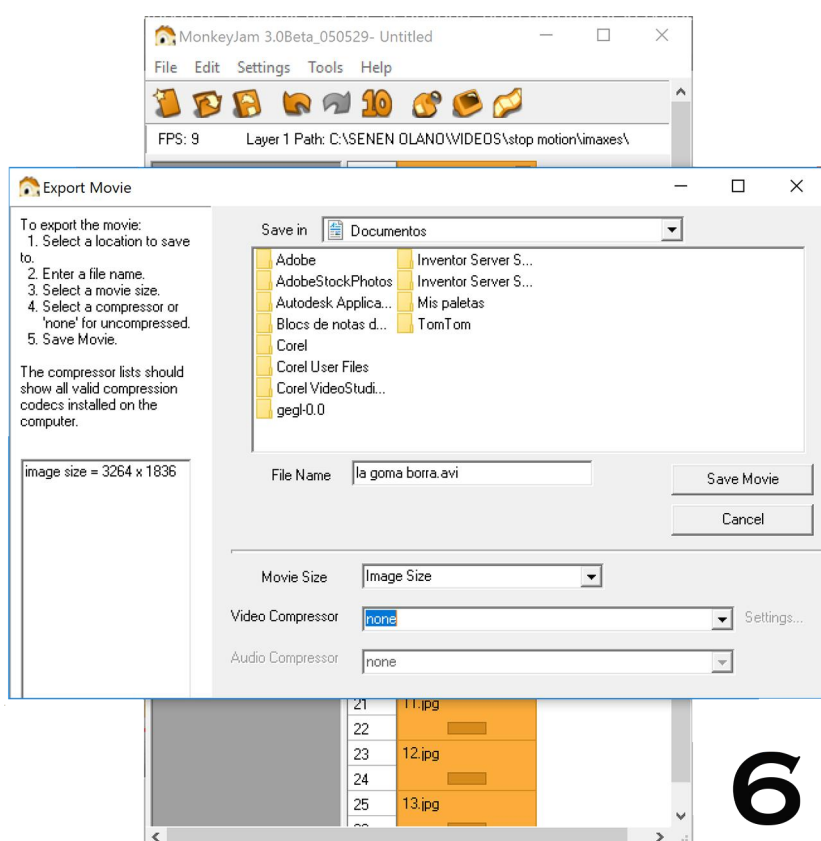 MonkeyJam 3.0Beta_050529- Untitled
File Edit Settings Tools Help
10
FPS: 9 Layer 1 Path: C:\SENEN OLANO\VIDEOS\stop motion\imaxes\
Export Movie
To export the movie:
1. Select a location to save
to.
2. Enter a file name.
3. Select a movie size.
4. Select a compressor or
'none' for uncompressed.
5. Save Movie.
The compressor lists should
show all valid compression
codecs installed on the
computer.
image size = 3264 x 1836
Save in Documentos
Adobe Inventor Server S...
AdobeStockPhotos Inventor Server S...
Autodesk Applica... Mis paletas
Blocs de notas d... TomTom
Corel
Corel User Files
Corel VideoStudi...
gegl-0.0
File Name la goma borra.avi Save Movie
Cancel
Movie Size Image Size
Video Compressor none Settings...
Audio Compressor none
21 11.jpg
22
23 12.jpg
24
25 13.jpg
6